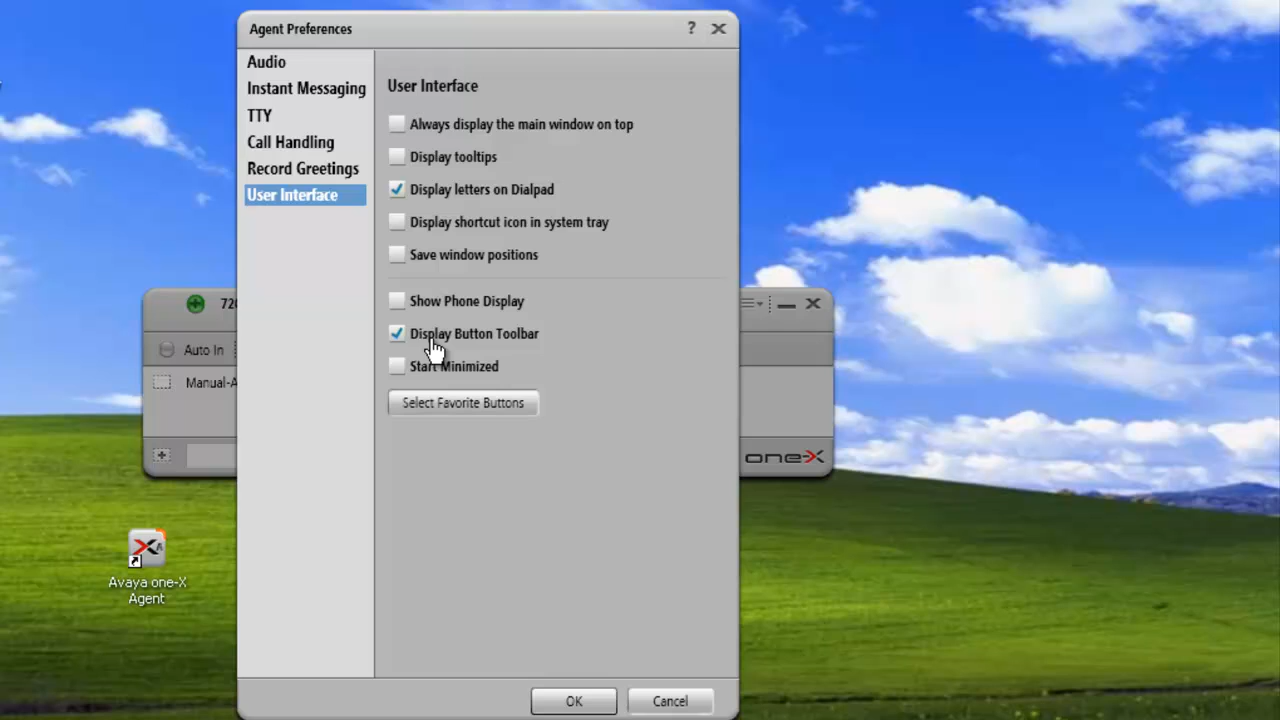 Agent Preferences
?
Audio
Instant Messaging
TTY
Call Handling
Record Greetings
User Interface
User Interface
Always display the main window on top
Display tooltips
Display letters on Dialpad
Display shortcut icon in system tray
Save window positions
Show Phone Display
Display Button Toolbar
Start Minimized
Select Favorite Buttons
OK
Cancel
720
Auto In
Manual-A
one-X
Avaya one-X
Agent